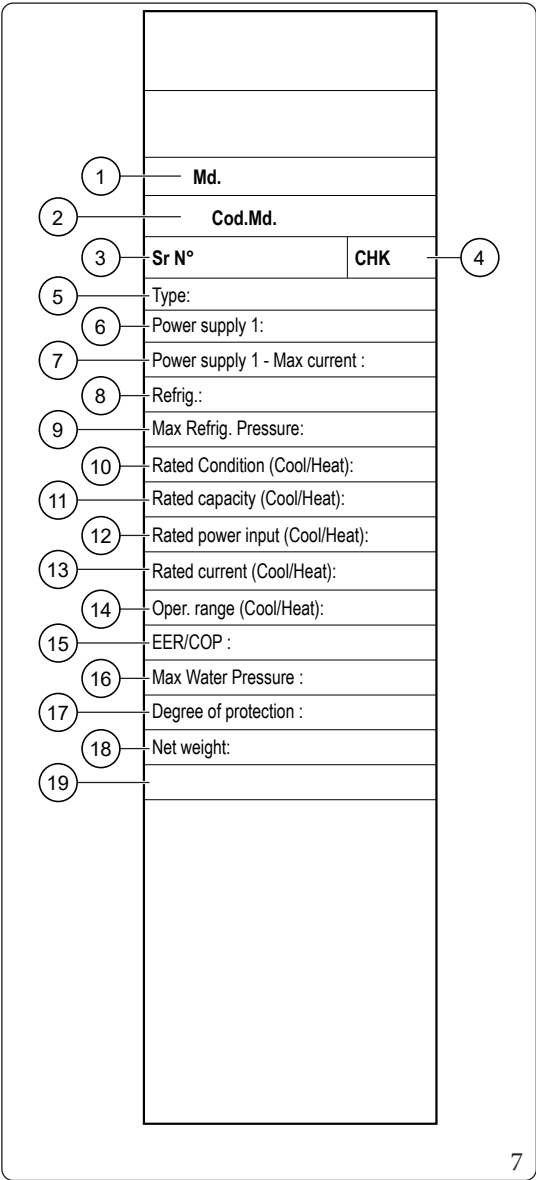 1 Md.
2 Cod.Md.
3 Sr N° CHK 4
5 Type:
6 Power supply 1:
7 Power supply 1 - Max current :
8 Refrig.:
9 Max Refrig. Pressure:
10 Rated Condition (Cool/Heat):
11 Rated capacity (Cool/Heat):
12 Rated power input (Cool/Heat):
13 Rated current (Cool/Heat):
14 Oper. range (Cool/Heat):
15 EER/COP :
16 Max Water Pressure :
17 Degree of protection :
18 Net weight:
19
7